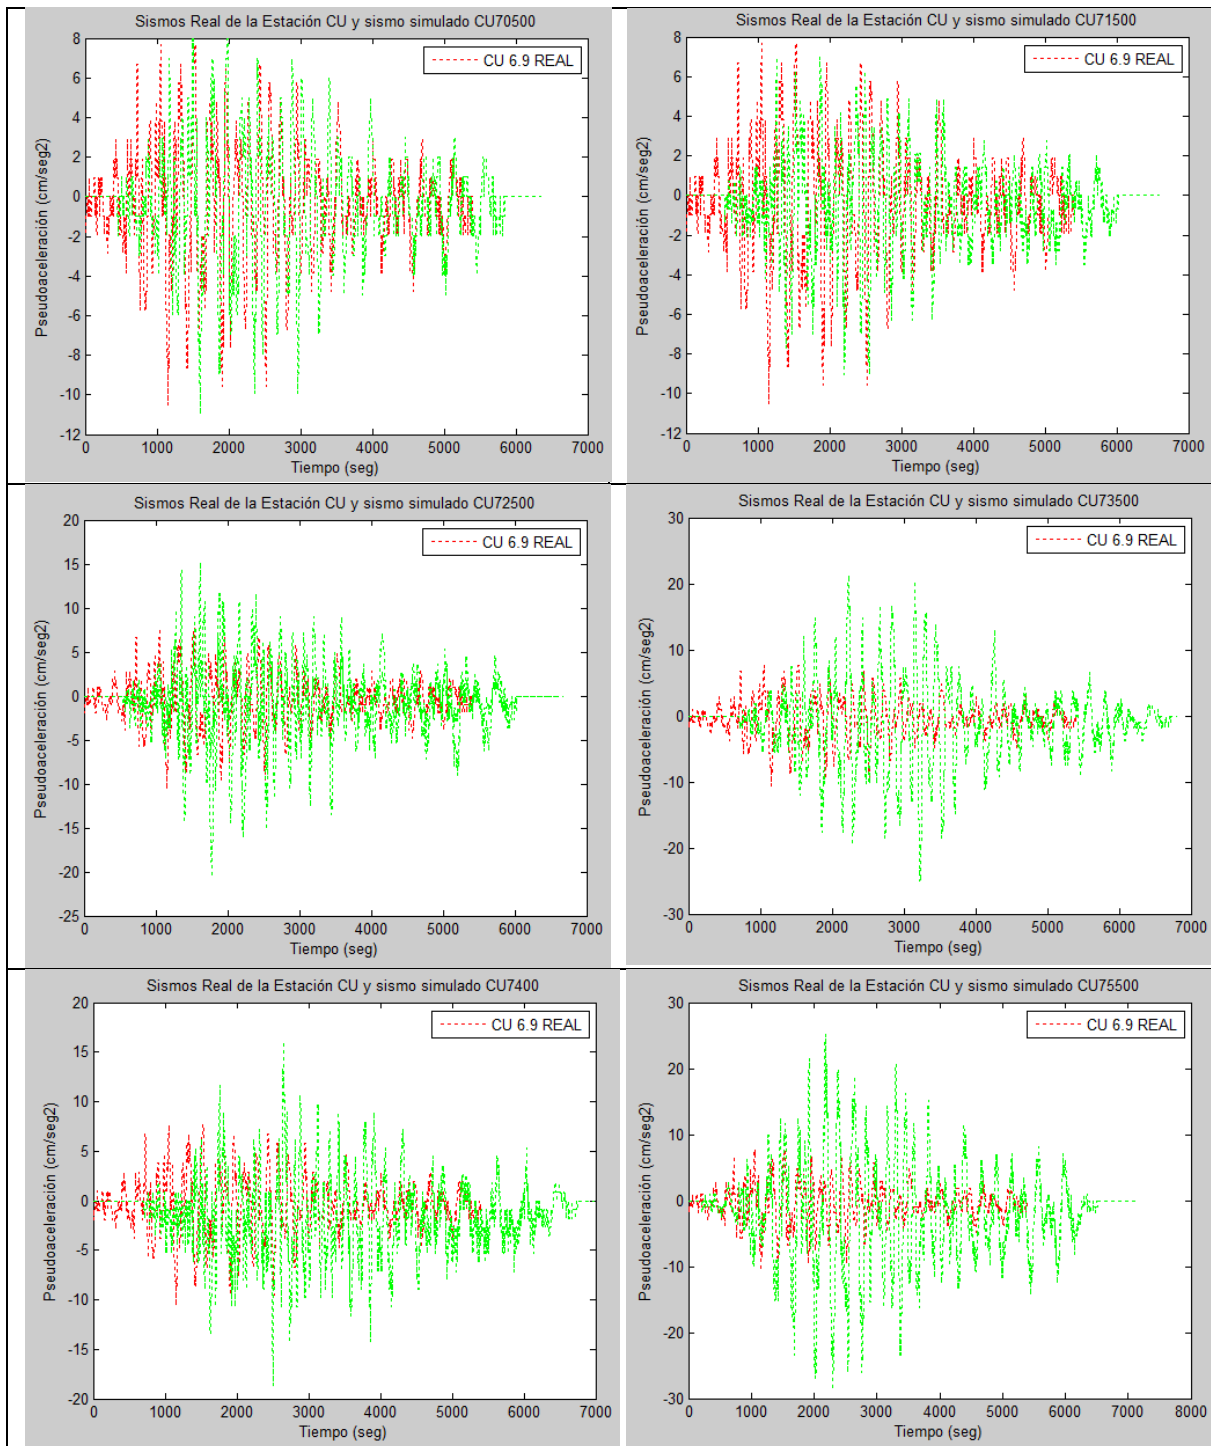 Sismos Real de la Estación CU y sismo simulado CU70500
8
6
4
2
0
-2
-4
-6
-8
-10
-12
Pseudoaceleración (cm/seg2)
CU 6.9 REAL
0 1000 2000 3000 4000 5000 6000 7000
Tiempo (seg)
Sismos Real de la Estación CU y sismo simulado CU71500
8
6
4
2
0
-2
-4
-6
-8
-10
-12
Pseudoaceleración (cm/seg2)
CU 6.9 REAL
0 1000 2000 3000 4000 5000 6000 7000
Tiempo (seg)
Sismos Real de la Estación CU y sismo simulado CU72500
20
15
10
5
0
-5
-10
-15
-20
-25
Pseudoaceleración (cm/seg2)
CU 6.9 REAL
0 1000 2000 3000 4000 5000 6000 7000
Tiempo (seg)
Sismos Real de la Estación CU y sismo simulado CU73500
30
20
10
0
-10
-20
-30
Pseudoaceleración (cm/seg2)
CU 6.9 REAL
0 1000 2000 3000 4000 5000 6000 7000
Tiempo (seg)
Sismos Real de la Estación CU y sismo simulado CU7400
20
15
10
5
0
-5
-10
-15
-20
Pseudoaceleración (cm/seg2)
CU 6.9 REAL
0 1000 2000 3000 4000 5000 6000 7000
Tiempo (seg)
Sismos Real de la Estación CU y sismo simulado CU75500
30
20
10
0
-10
-20
-30
Pseudoaceleración (cm/seg2)
CU 6.9 REAL
0 1000 2000 3000 4000 5000 6000 7000 8000
Tiempo (seg)